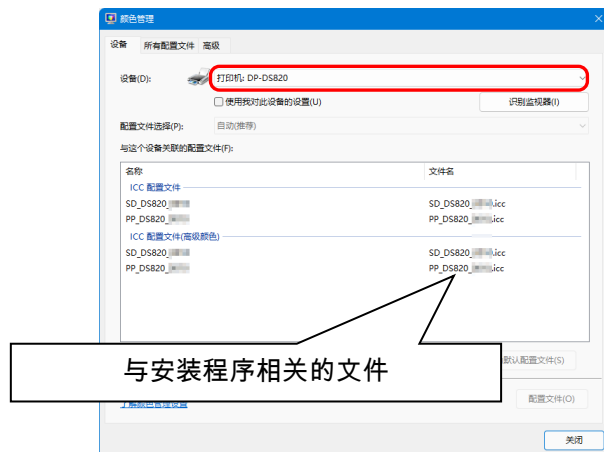 颜色管理
设备 所有配置文件 高级
设备(D): 打印机: DP-DS820
使用我对此设备的设置(U) 识别监视器(I)
配置文件选择(P): 自动(推荐)
与这个设备关联的配置文件(F):
名称 文件名
ICC 配置文件
SD_DS820_ SD_DS820_ .icc
PP_DS820_ PP_DS820_ .icc
ICC 配置文件(高级颜色)
SD_DS820_ SD_DS820_ .icc
PP_DS820_ PP_DS820_ .icc
与安装程序相关的文件
默认配置文件(S)
了解颜色管理设置 配置文件(O)
关闭